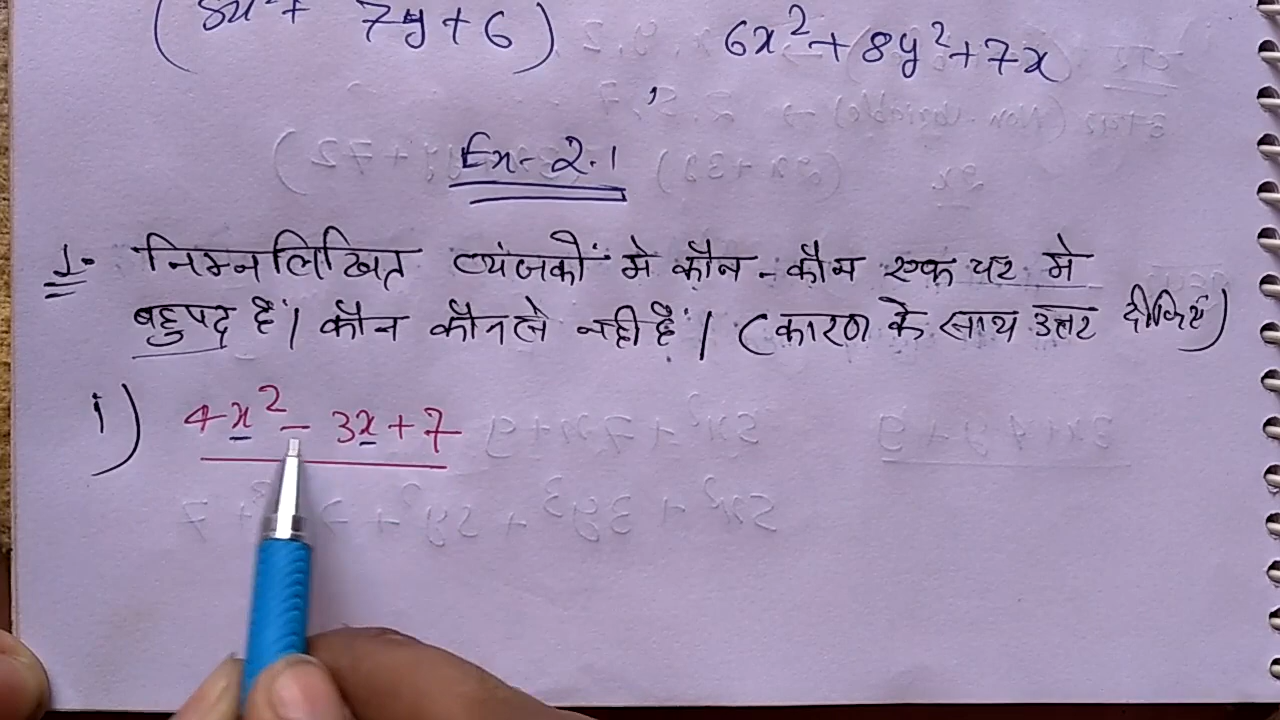 (8x²+ 7y+6) , 6x²+8y²+7x
Ex- 2.1
1. निम्नलिखित व्यंजकों में कौन-कौन एक चर में
बहुपद हैं। कौन कौनसे नही हैं। (कारण के साथ उत्तर दीजिए)
i) 4x² - 3x + 7